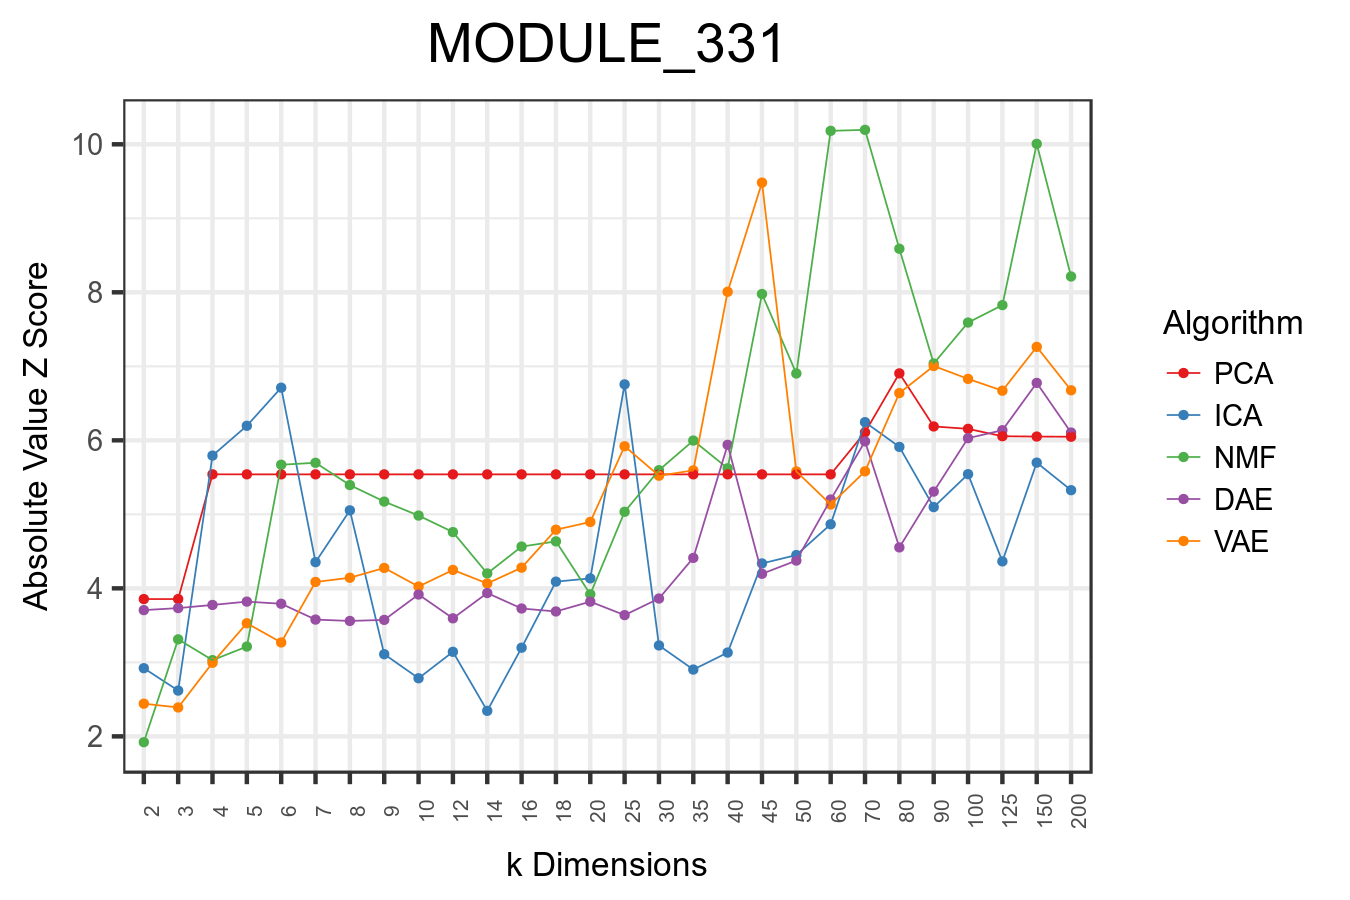 MODULE_331
Absolute Value Z Score
10
8
6
4
2
2 3 4 5 6 7 8 9 10 12 14 16 18 20 25 30 35 40 45 50 60 70 80 90 100 125 150 200
k Dimensions
Algorithm
PCA
ICA
NMF
DAE
VAE